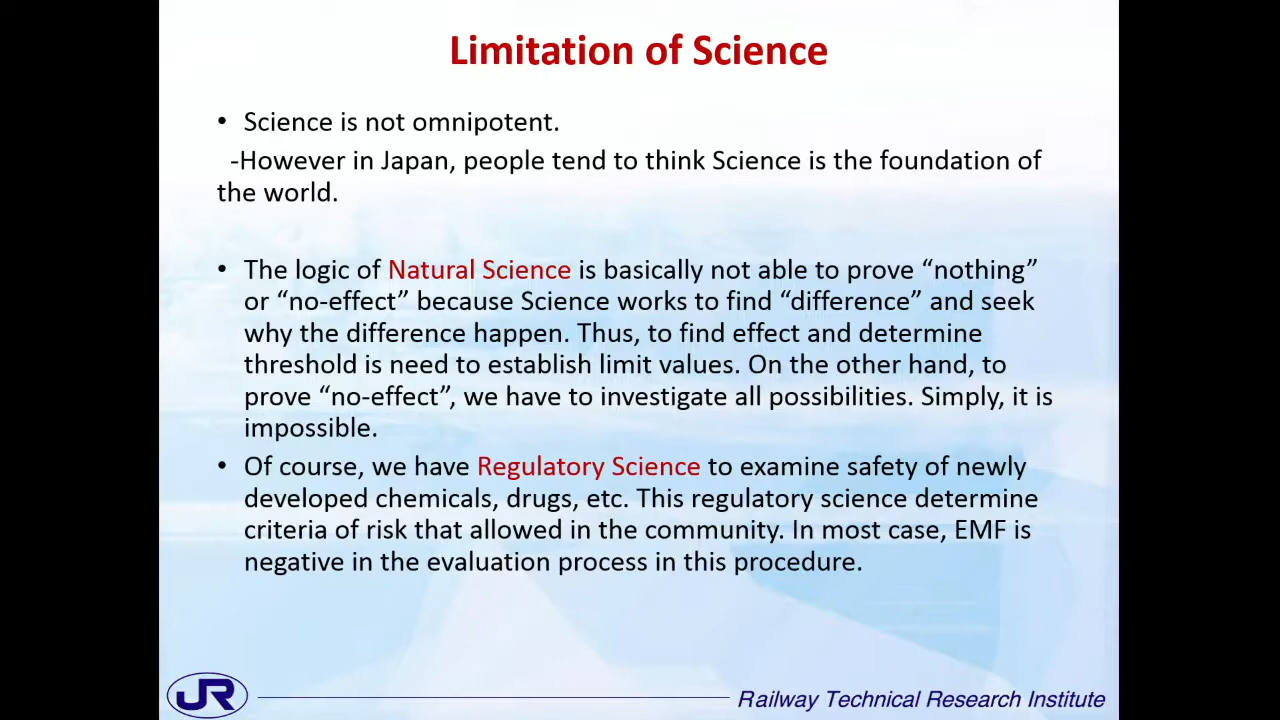 Limitation of Science
• Science is not omnipotent.
-However in Japan, people tend to think Science is the foundation of
the world.
• The logic of Natural Science is basically not able to prove “nothing”
or “no-effect” because Science works to find “difference” and seek
why the difference happen. Thus, to find effect and determine
threshold is need to establish limit values. On the other hand, to
prove “no-effect”, we have to investigate all possibilities. Simply, it is
impossible.
• Of course, we have Regulatory Science to examine safety of newly
developed chemicals, drugs, etc. This regulatory science determine
criteria of risk that allowed in the community. In most case, EMF is
negative in the evaluation process in this procedure.
JR
Railway Technical Research Institute